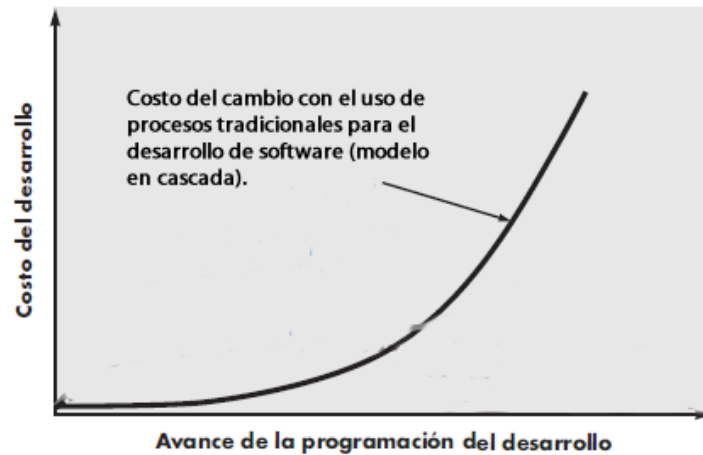 Costo del cambio con el uso de
procesos tradicionales para el
desarrollo de software (modelo
en cascada).
Costo del desarrollo
Avance de la programación del desarrollo